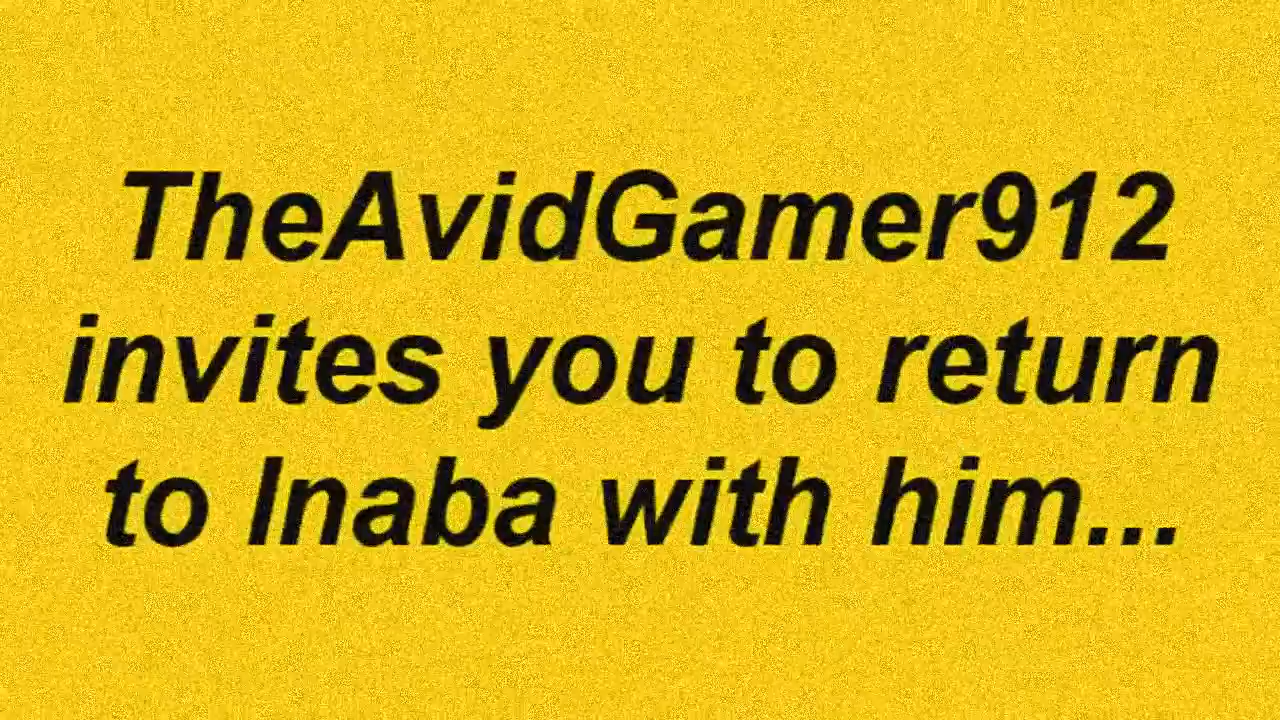 TheAvidGamer912
invites you to return
to Inaba with him...